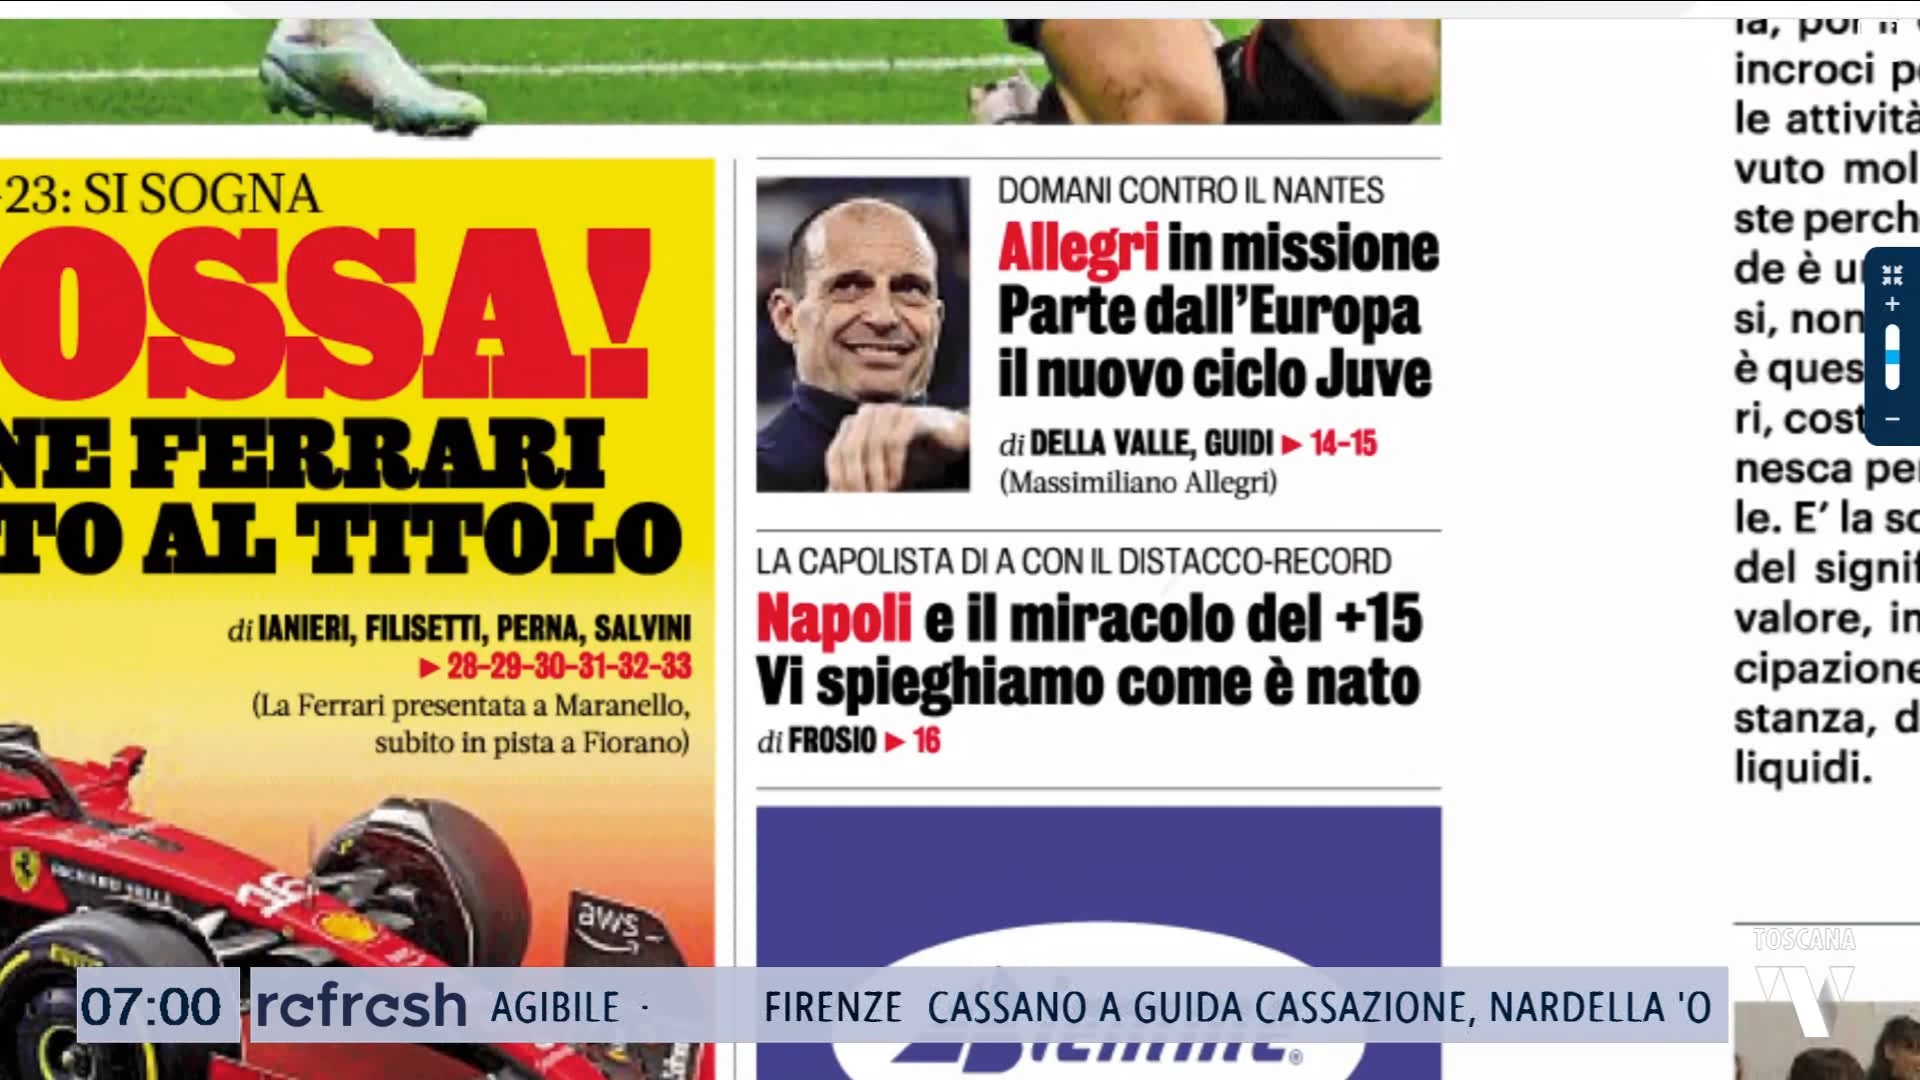 -23: SI SOGNA
OSSA!
NE FERRARI
TO AL TITOLO
di IANIERI, FILISETTI, PERNA, SALVINI
▶ 28-29-30-31-32-33
(La Ferrari presentata a Maranello,
subito in pista a Fiorano)
aws
DOMANI CONTRO IL NANTES
Allegri in missione
Parte dall'Europa
il nuovo ciclo Juve
di DELLA VALLE, GUIDI ▶ 14-15
(Massimiliano Allegri)
LA CAPOLISTA DI A CON IL DISTACCO-RECORD
Napoli e il miracolo del +15
Vi spieghiamo come è nato
di FROSIO ▶ 16
incroci p
le attività
vuto mol
ste perch
de è u
si, non
è ques
ri, cost
nesca pe
le. E' la so
del signif
valore, in
cipazione
stanza, d
liquidi.
TOSCANA
07:00 refresh AGIBILE · FIRENZE CASSANO A GUIDA CASSAZIONE, NARDELLA 'O